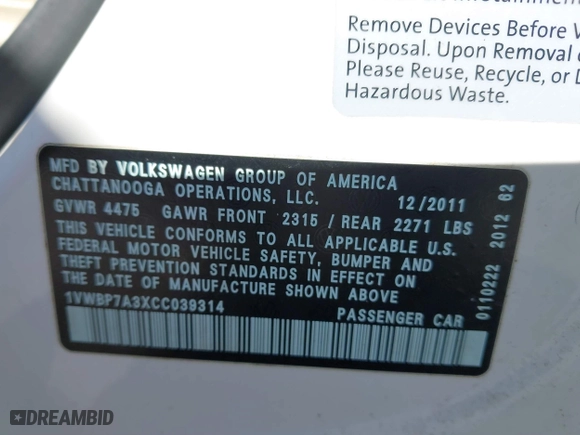 Remove Devices Before V
Disposal. Upon Removal
Please Reuse, Recycle, or D
Hazardous Waste.
MFD BY VOLKSWAGEN GROUP OF AMERICA
CHATTANOOGA OPERATIONS, LLC. 12/2011
GVWR 4475 GAWR FRONT 2315 / REAR 2271 LBS
THIS VEHICLE CONFORMS TO ALL APPLICABLE U.S.
FEDERAL MOTOR VEHICLE SAFETY, BUMPER AND
THEFT PREVENTION STANDARDS IN EFFECT ON
THE DATE OF MANUFACTURE SHOWN ABOVE
1VWBP7A3XCC039314 PASSENGER CAR
0110222 2012 62
DREAMBID